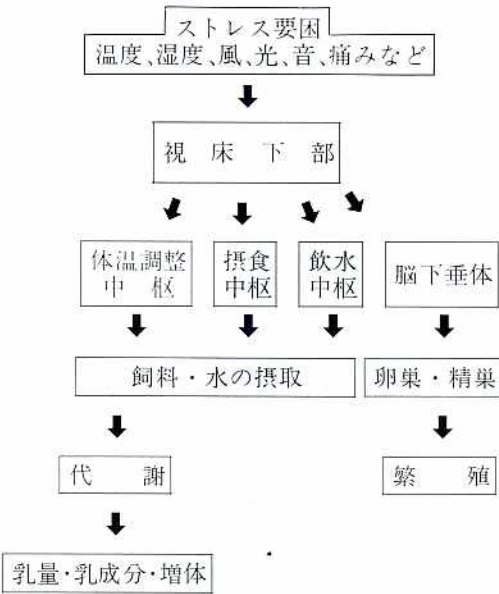 ストレス要因
温度、湿度、風、光、音、痛みなど
視床下部
体温調整
中枢
摂食
中枢
飲水
中枢
脳下垂体
飼料・水の摂取
卵巣・精巣
代謝
繁殖
乳量・乳成分・増体